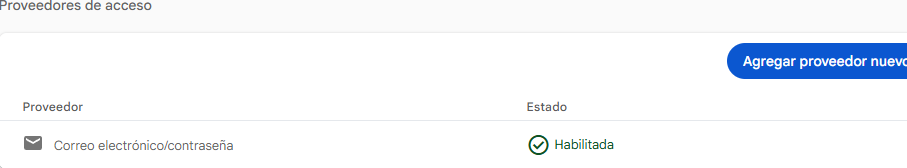 Proveedores de acceso
Agregar proveedor nuevo
Proveedor Estado
Correo electrónico/contraseña Habilitada